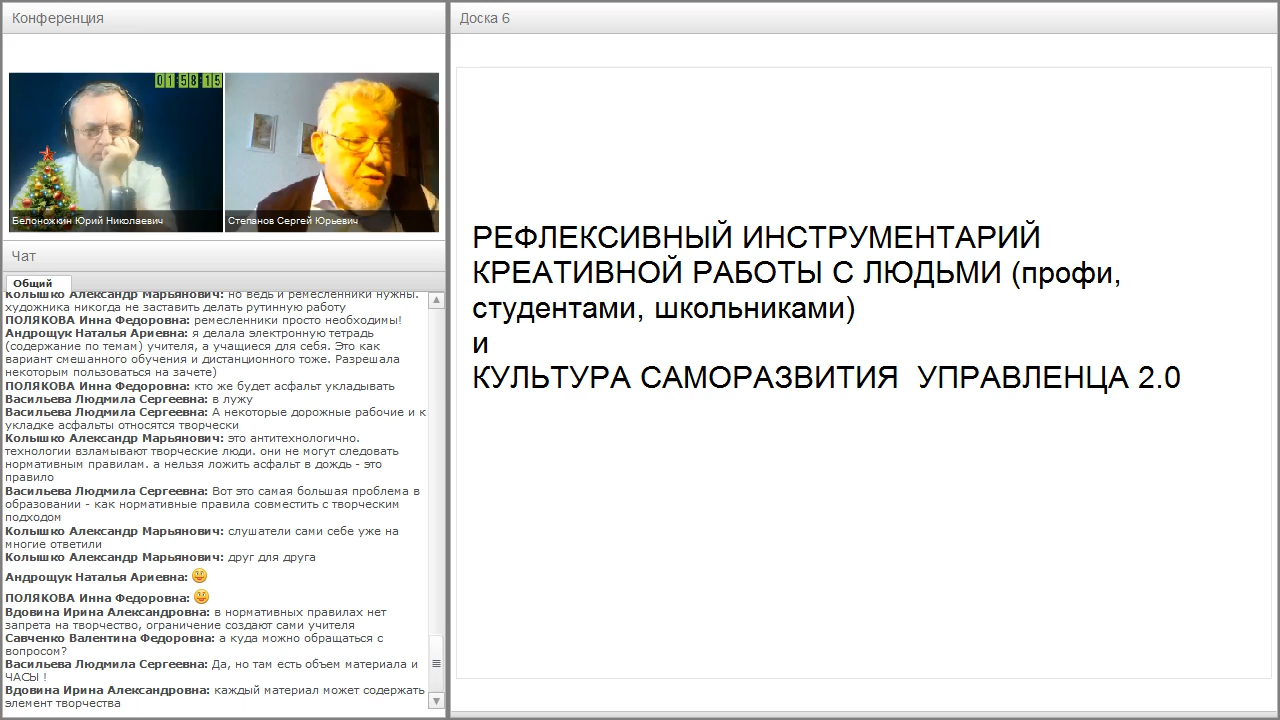 Конференция
01:58:15
Белоножкин Юрий Николаевич
Степанов Сергей Юрьевич
Чат
Общий
Колышко Александр Марьянович: но ведь и ремесленники нужны.
художника никогда не заставить делать рутинную работу
ПОЛЯКОВА Инна Федоровна: ремесленники просто необходимы!
Андрощук Наталья Ариевна: я делала электронную тетрадь
(содержание по темам) учителя, а учащиеся для себя. Это как
вариант смешанного обучения и дистанционного тоже. Разрешала
некоторым пользоваться на зачете)
ПОЛЯКОВА Инна Федоровна: кто же будет асфальт укладывать
Васильева Людмила Сергеевна: в лужу
Васильева Людмила Сергеевна: А некоторые дорожные рабочие и к
укладке асфальты относятся творчески
Колышко Александр Марьянович: это антитехнологично.
технологии взламывают творческие люди. они не могут следовать
нормативным правилам. а нельзя ложить асфальт в дождь - это
правило
Васильева Людмила Сергеевна: Вот это самая большая проблема в
образовании - как нормативные правила совместить с творческим
подходом
Колышко Александр Марьянович: слушатели сами себе уже на
многие ответили
Колышко Александр Марьянович: друг для друга
Андрощук Наталья Ариевна:
ПОЛЯКОВА Инна Федоровна:
Вдовина Ирина Александровна: в нормативных правилах нет
запрета на творчество, ограничение создают сами учителя
Савченко Валентина Федоровна: а куда можно обращаться с
вопросом?
Васильева Людмила Сергеевна: Да, но там есть объем материала и
ЧАСЫ !
Вдовина Ирина Александровна: каждый материал может содержать
элемент творчества
Доска 6
РЕФЛЕКСИВНЫЙ ИНСТРУМЕНТАРИЙ
КРЕАТИВНОЙ РАБОТЫ С ЛЮДЬМИ (профи,
студентами, школьниками)
и
КУЛЬТУРА САМОРАЗВИТИЯ УПРАВЛЕНЦА 2.0